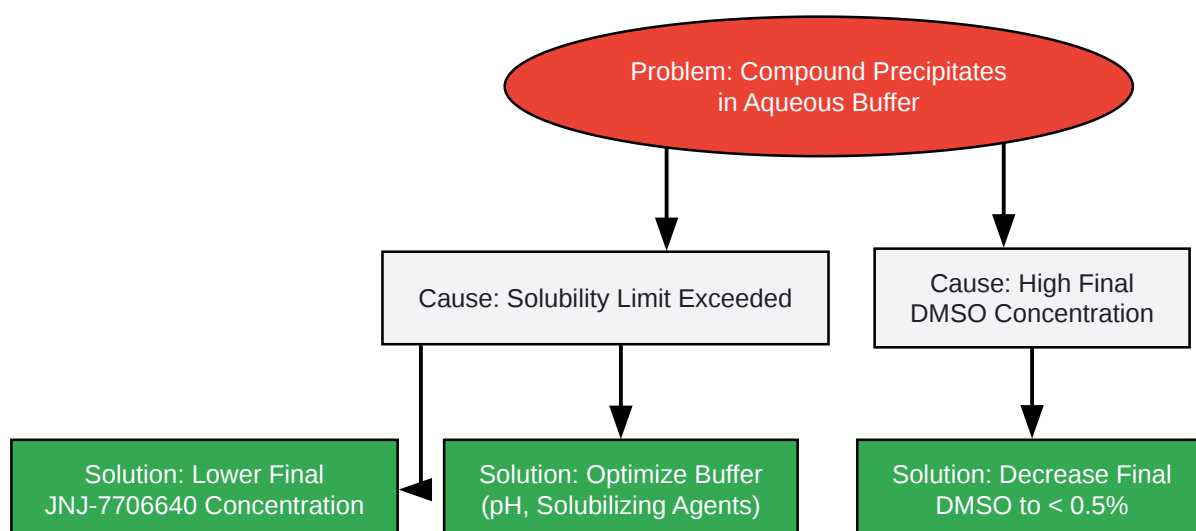 Problem: Compound Precipitates
in Aqueous Buffer
Cause: Solubility Limit Exceeded
Cause: High Final
DMSO Concentration
Solution: Lower Final
JNJ-7706640 Concentration
Solution: Optimize Buffer
(pH, Solubilizing Agents)
Solution: Decrease Final
DMSO to < 0.5%